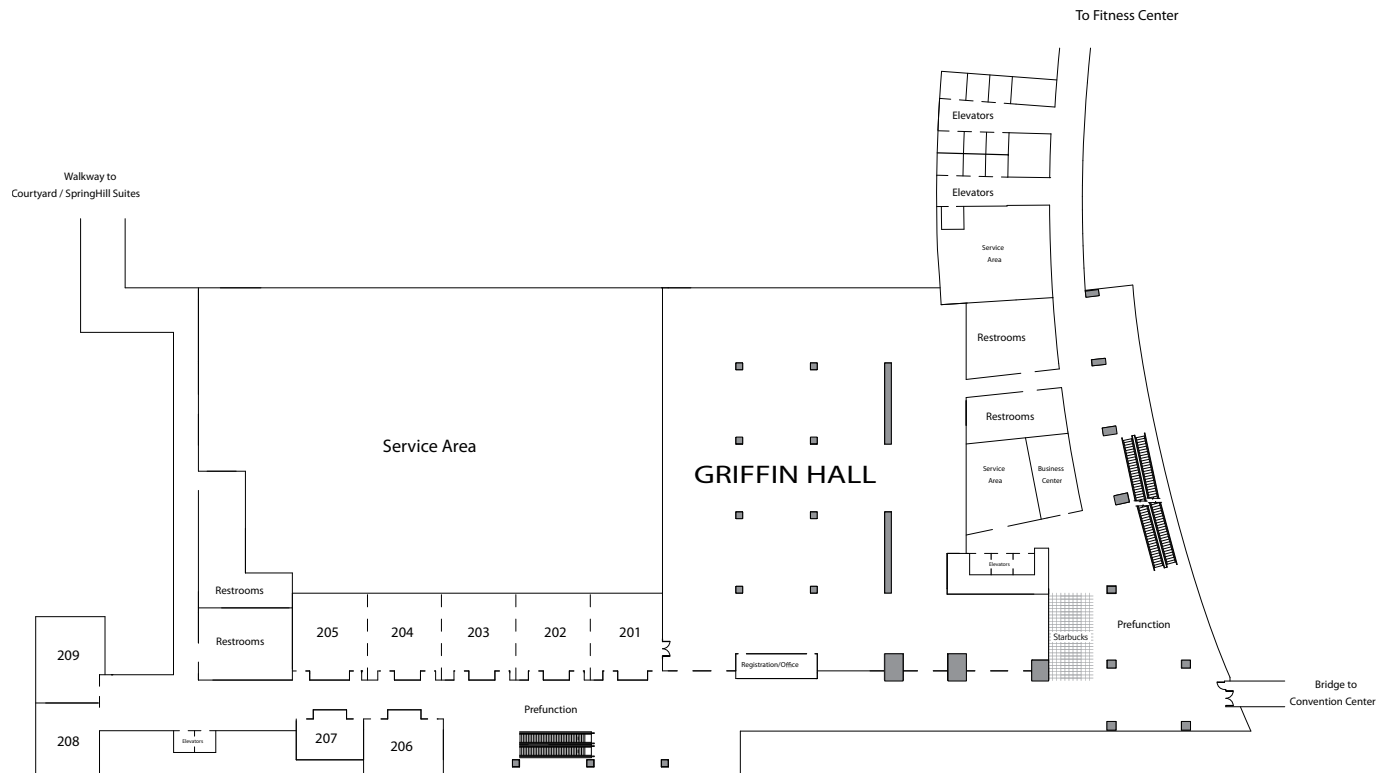 To Fitness Center
Elevators
Walkway to
Courtyard / SpringHill Suites
Elevators
Service
Area
Restrooms
Restrooms
Service Area
GRIFFIN HALL
Service
Area
Business
Center
Elevators
Restrooms
Restrooms
205
204
203
202
201
Registration/Office
Starbucks
Prefunction
209
Bridge to
Convention Center
Prefunction
208
Elevators
207
206